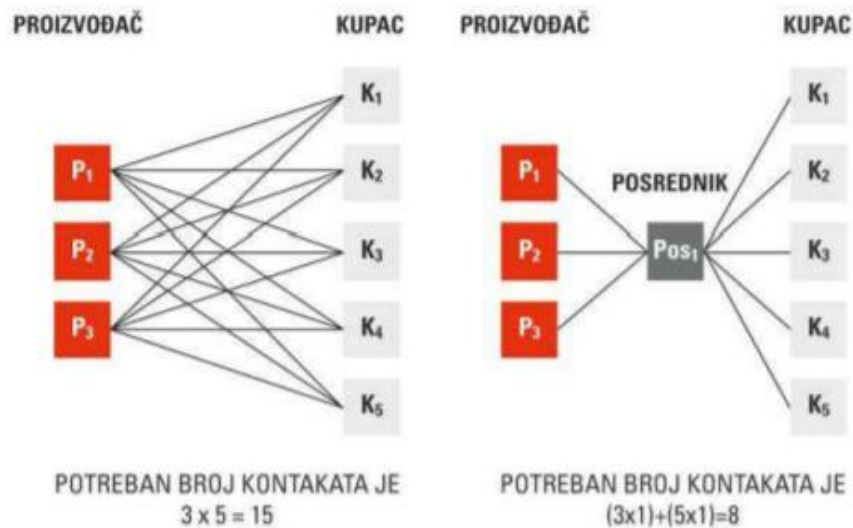 PROIZVOĐAČ
KUPAC
P₁
P₂
P₃
K₁
K₂
K₃
K₄
K₅
POTREBAN BROJ KONTAKATA JE
3 x 5 = 15
PROIZVOĐAČ
KUPAC
P₁
P₂
P₃
POSREDNIK
Pos₁
K₁
K₂
K₃
K₄
K₅
POTREBAN BROJ KONTAKATA JE
(3x1)+(5x1)=8